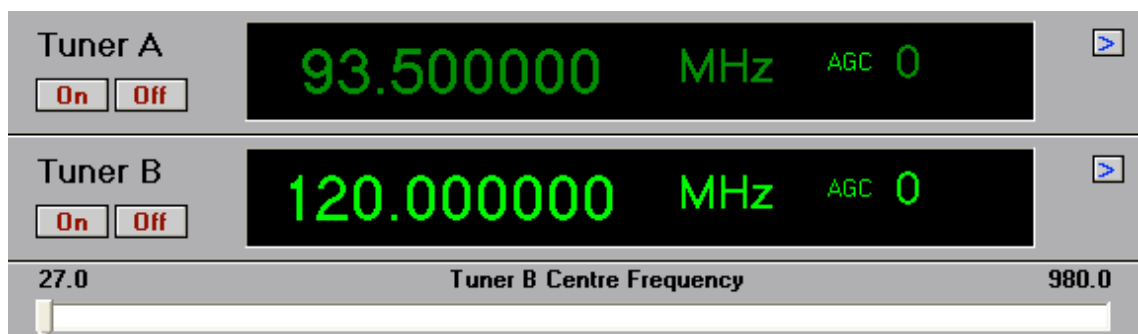 Tuner A
93.500000 MHz AGC 0
>
On Off
Tuner B
120.000000 MHz AGC 0
>
On Off
27.0 Tuner B Centre Frequency 980.0